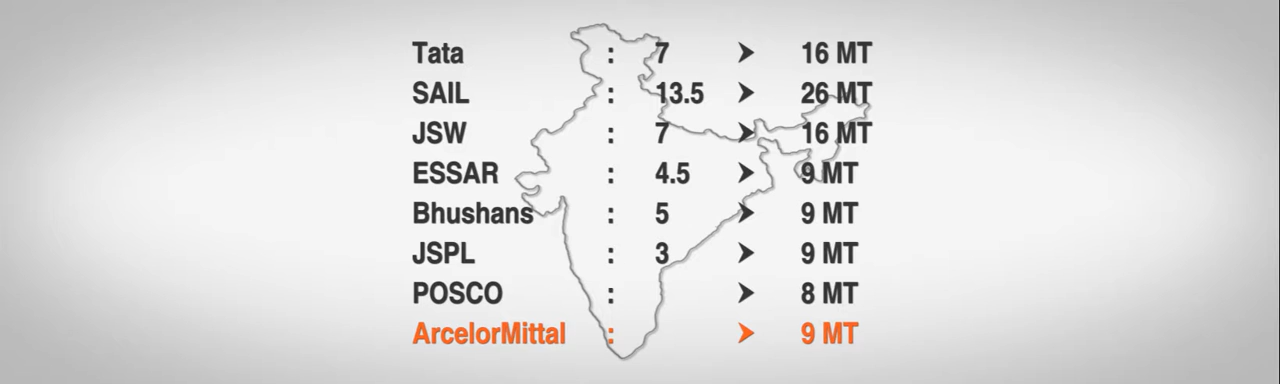 Tata : 7 ➤ 16 MT
SAIL : 13.5 ➤ 26 MT
JSW : 7 ➤ 16 MT
ESSAR : 4.5 ➤ 9 MT
Bhushans : 5 ➤ 9 MT
JSPL : 3 ➤ 9 MT
POSCO : ➤ 8 MT
ArcelorMittal : ➤ 9 MT